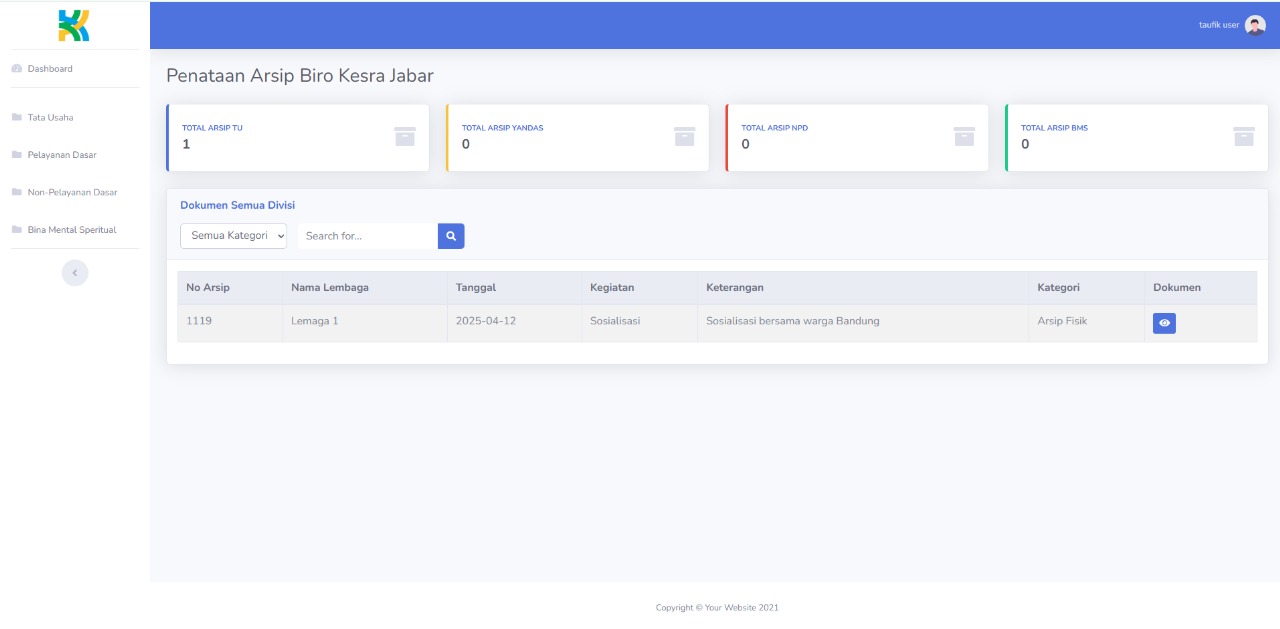 taufik user
Dashboard
Tata Usaha
Pelayanan Dasar
Non-Pelayanan Dasar
Bina Mental Speritual
Penataan Arsip Biro Kesra Jabar
TOTAL ARSIP TU
1
TOTAL ARSIP YANDAS
0
TOTAL ARSIP NPD
0
TOTAL ARSIP BMS
0
Dokumen Semua Divisi
Semua Kategori Search for...
No Arsip Nama Lembaga Tanggal Kegiatan Keterangan Kategori Dokumen
1119 Lemaga 1 2025-04-12 Sosialisasi Sosialisasi bersama warga Bandung Arsip Fisik
Copyright © Your Website 2021